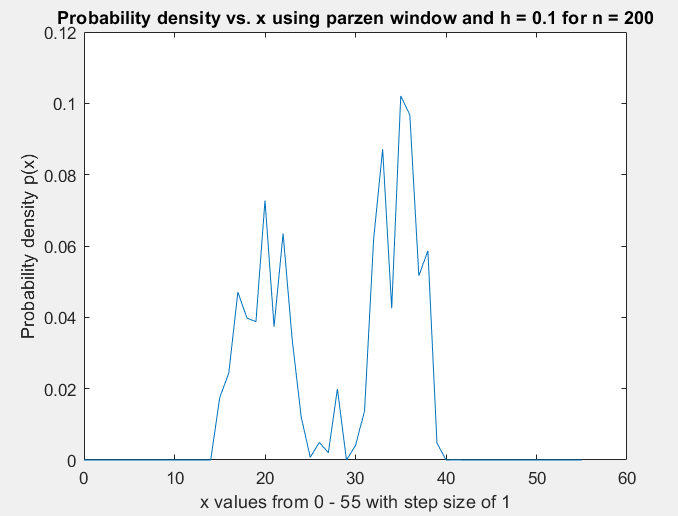 Probability density vs. x using parzen window and h = 0.1 for n = 200
0.12
0.1
0.08
0.06
0.04
0.02
0
Probability density p(x)
0 10 20 30 40 50 60
x values from 0 - 55 with step size of 1